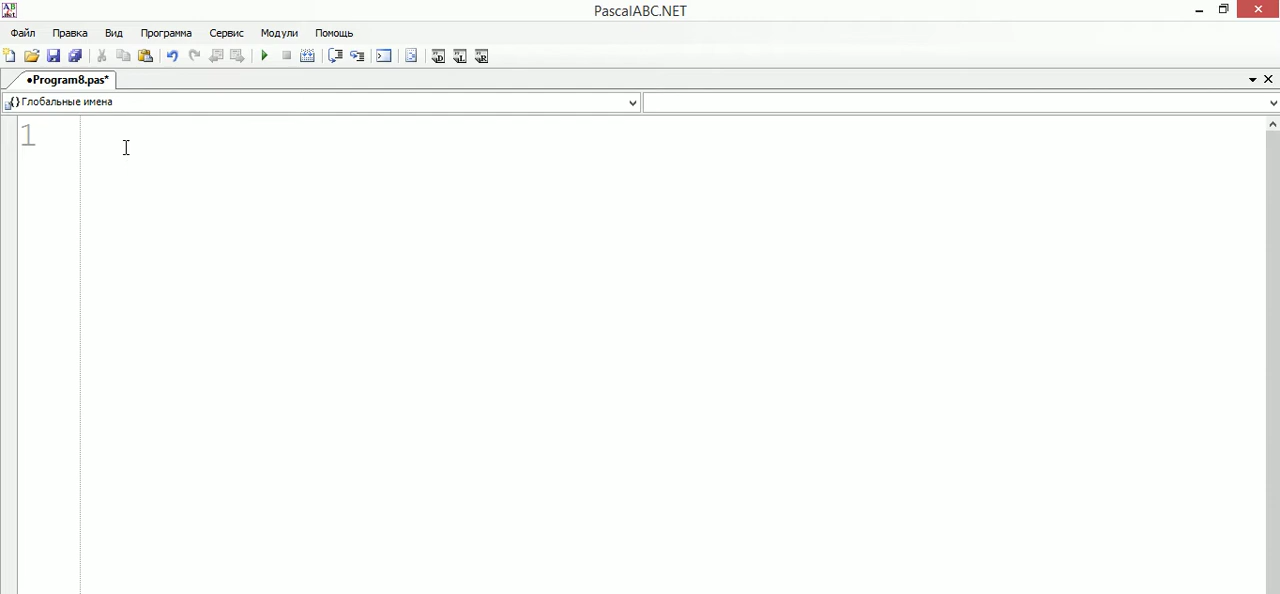 PascalABC.NET
Файл Правка Вид Программа Сервис Модули Помощь
•Program8.pas*
{} Глобальные имена
1